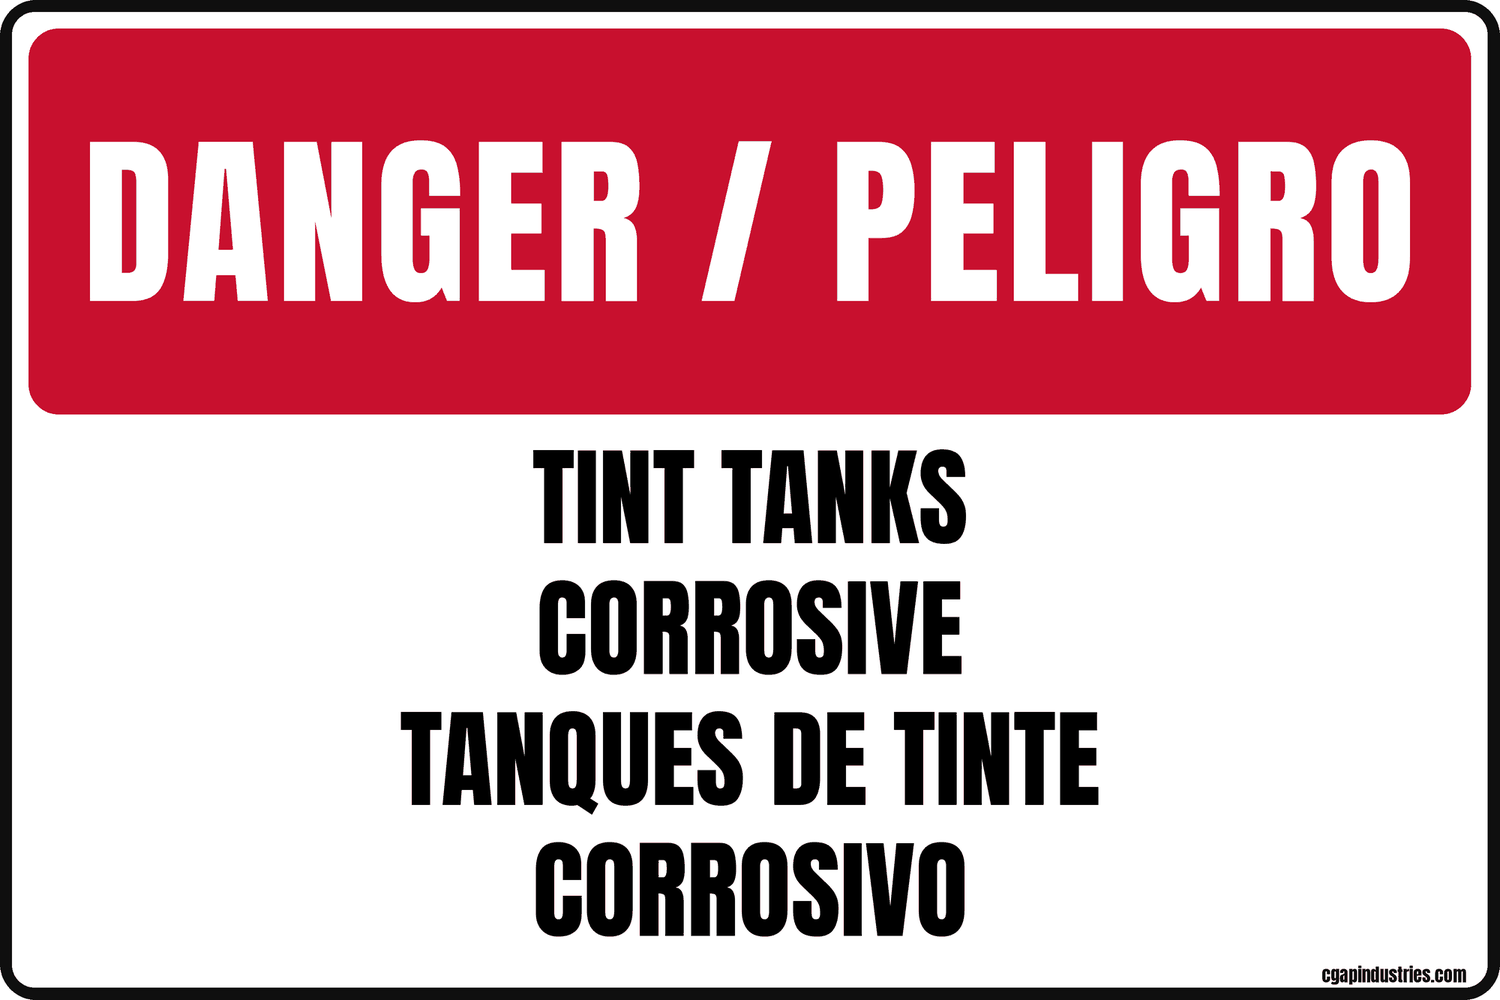 DANGER / PELIGRO
TINT TANKS
CORROSIVE
TANQUES DE TINTE
CORROSIVO
cgapindustries.com